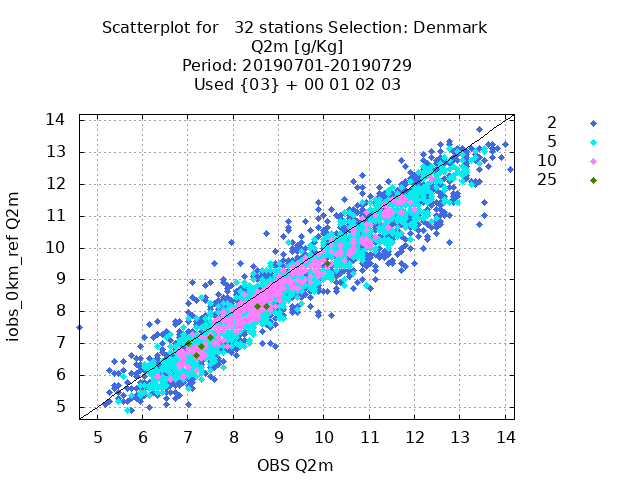 Scatterplot for   32 stations Selection: Denmark
Q2m [g/Kg]
Period: 20190701-20190729
Used {03} + 00 01 02 03
2
5
10
25
iobs_0km_ref Q2m
14
13
12
11
10
9
8
7
6
5
5 6 7 8 9 10 11 12 13 14
OBS Q2m